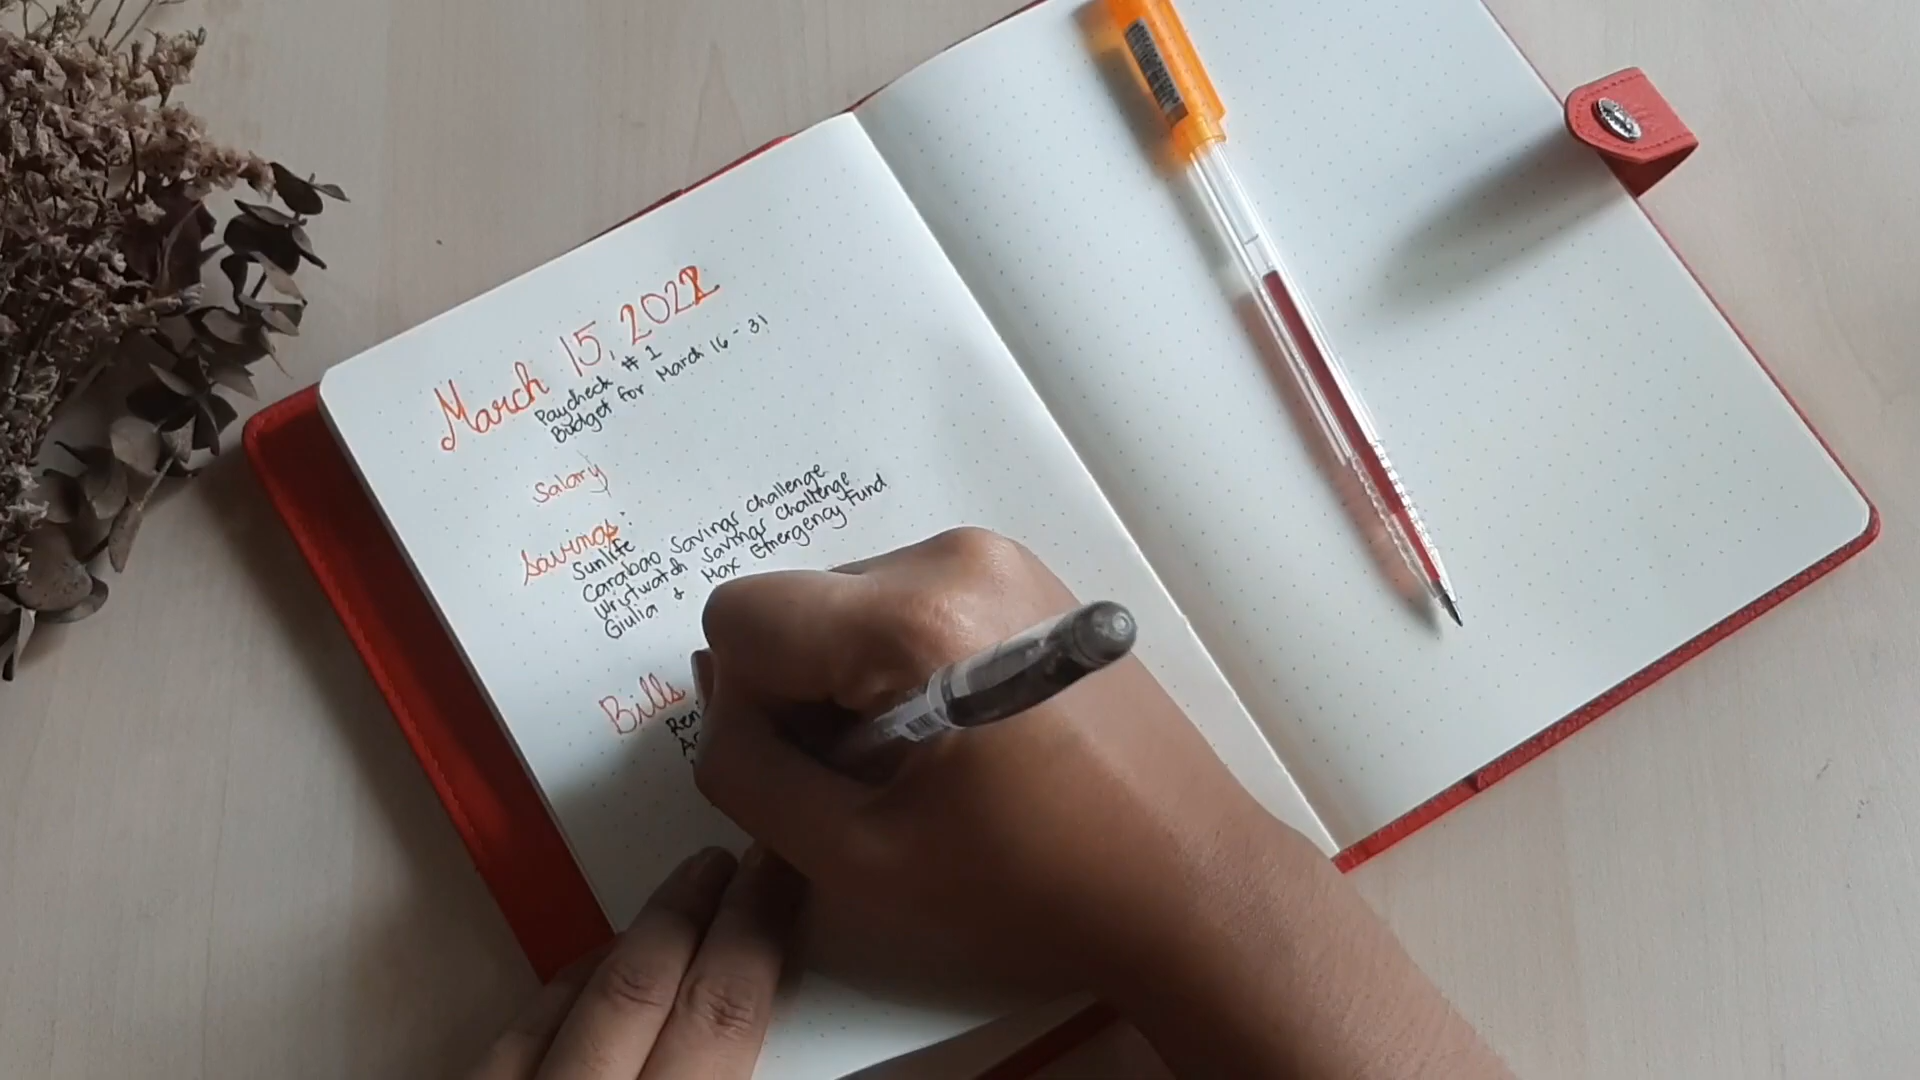 March 15, 2022
Paycheck # 1
Budget for March 16 - 31
Salary
Savings:
Sunlife
Carabao Savings challenge
Wristwatch Savings challenge
Giulia & Max Emergency Fund
Bills